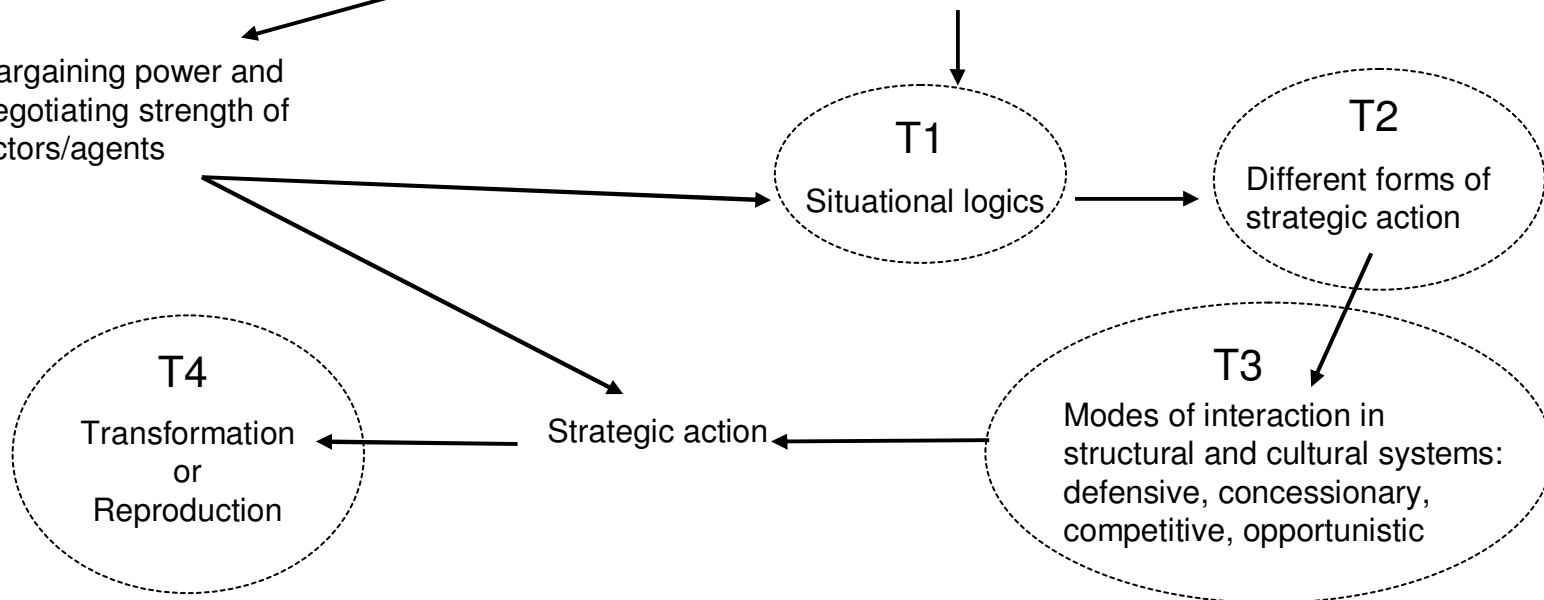 argaining power and
egotiating strength of
ctors/agents
T1
Situational logics
T2
Different forms of
strategic action
T3
Modes of interaction in
structural and cultural systems:
defensive, concessionary,
competitive, opportunistic
Strategic action
T4
Transformation
or
Reproduction